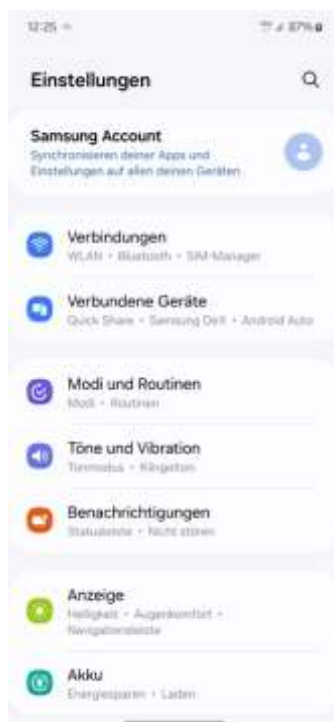 12:25
87%
Einstellungen
Samsung Account
Synchronisieren deiner Apps und
Einstellungen auf allen deinen Geräten
Verbindungen
WLAN • Bluetooth • SIM-Manager
Verbundene Geräte
Quick Share • Samsung DeX • Android Auto
Modi und Routinen
Modi • Routinen
Töne und Vibration
Tonmodus • Klingelton
Benachrichtigungen
Statusleiste • Nicht stören
Anzeige
Helligkeit • Augenkomfort •
Navigationsleiste
Akku
Energiesparen • Laden